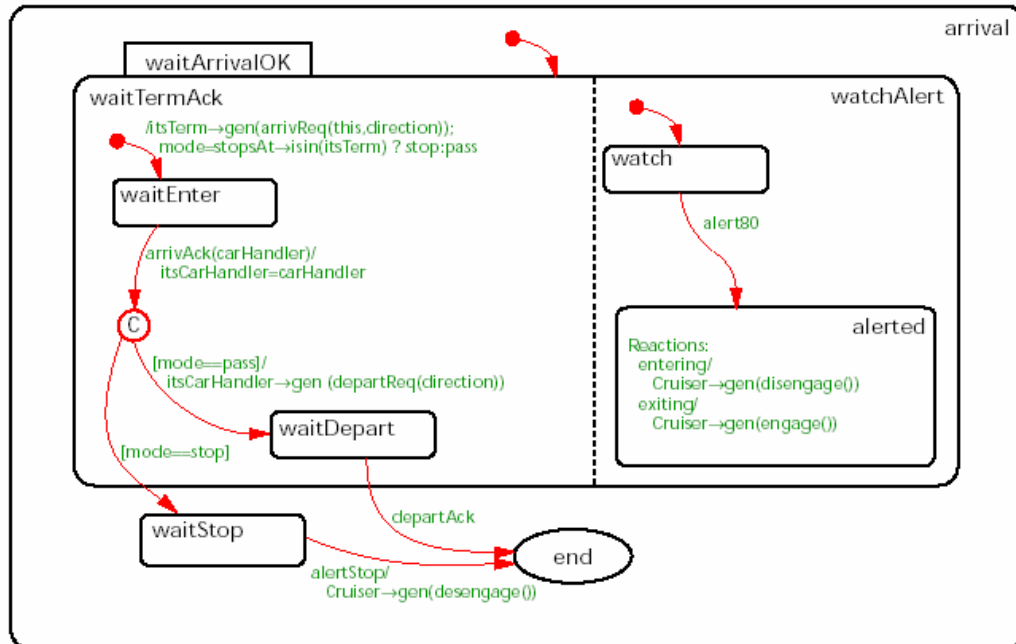 arrival
waitArrivalOK
waitTermAck
watchAlert
/itsTerm→gen(arrivReq(this,direction));
mode=stopsAt→isin(itsTerm) ? stop:pass
watch
waitEnter
alert80
arrivAck(carHandler)/
itsCarHandler=carHandler
C
alerted
Reactions:
entering/
Cruiser→gen(disengage())
exiting/
Cruiser→gen(engage())
[mode==pass]/
itsCarHandler→gen (departReq(direction))
waitDepart
[mode==stop]
waitStop
departAck
end
alertStop/
Cruiser→gen(desengage())